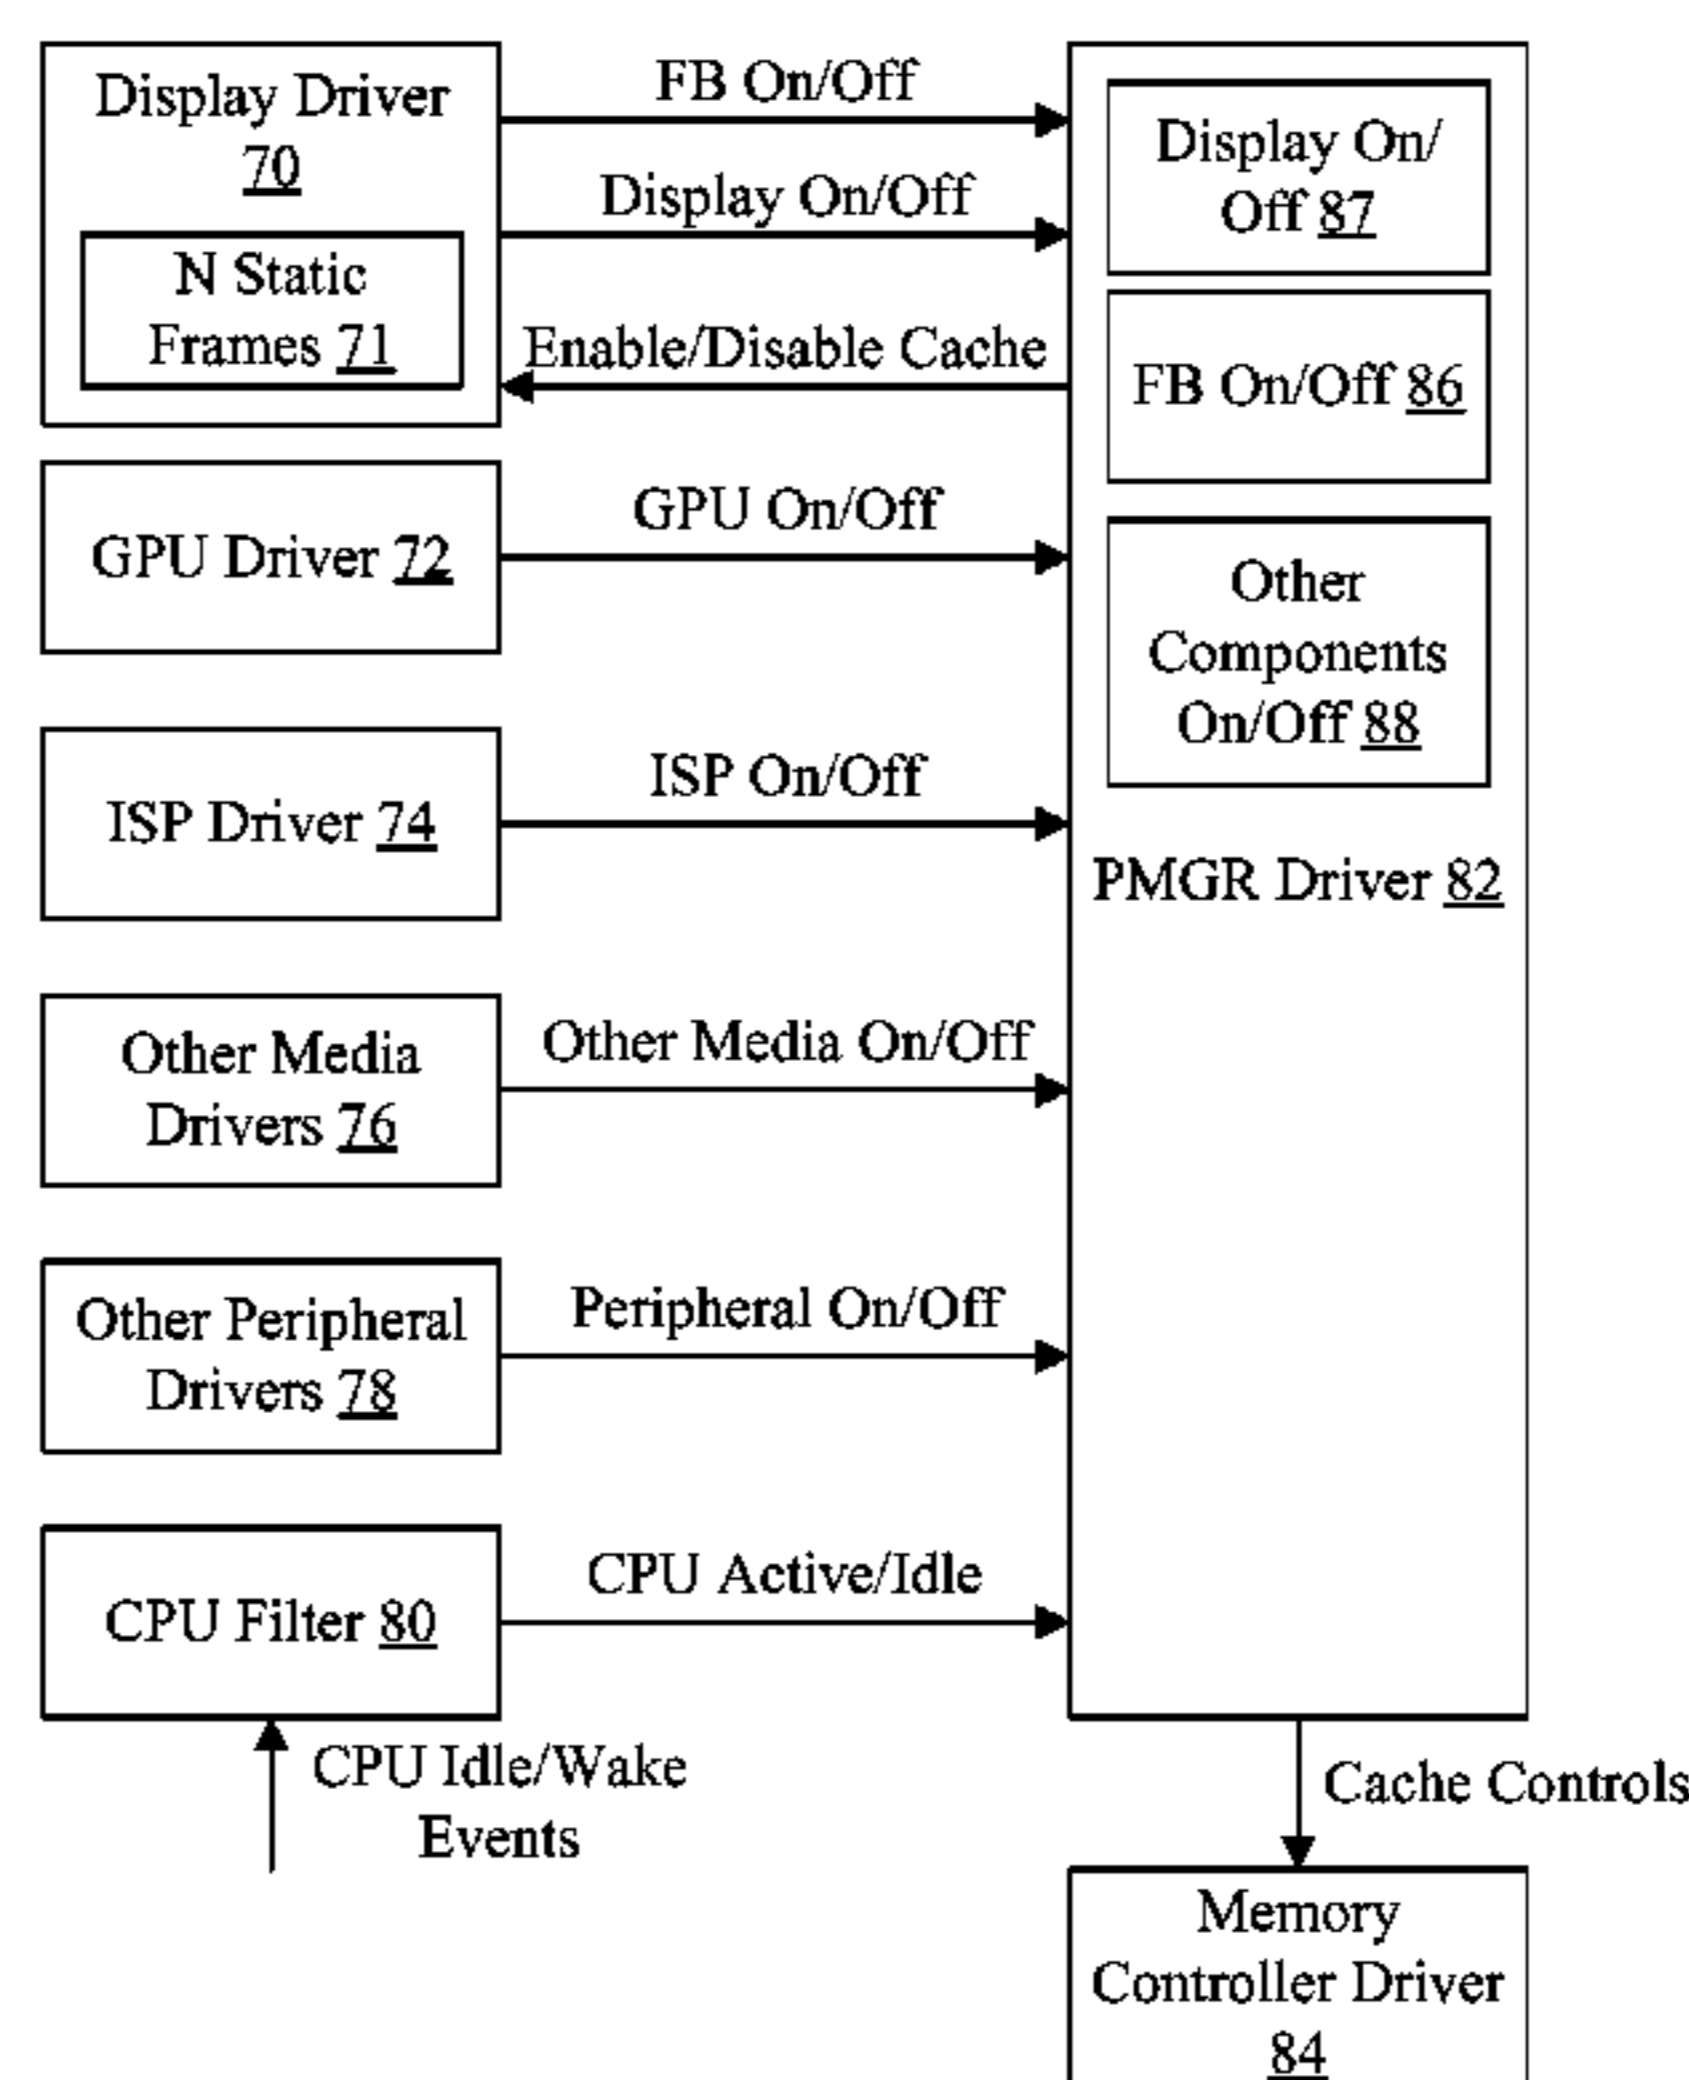 Display Driver
70
N Static
Frames 71
FB On/Off
Display On/Off
Enable/Disable Cache
Display On/
Off 87
FB On/Off 86
GPU Driver 72
GPU On/Off
Other
Components
On/Off 88
ISP Driver 74
ISP On/Off
PMGR Driver 82
Other Media
Drivers 76
Other Media On/Off
Other Peripheral
Drivers 78
Peripheral On/Off
CPU Filter 80
CPU Active/Idle
CPU Idle/Wake
Events
Cache Controls
Memory
Controller Driver
84